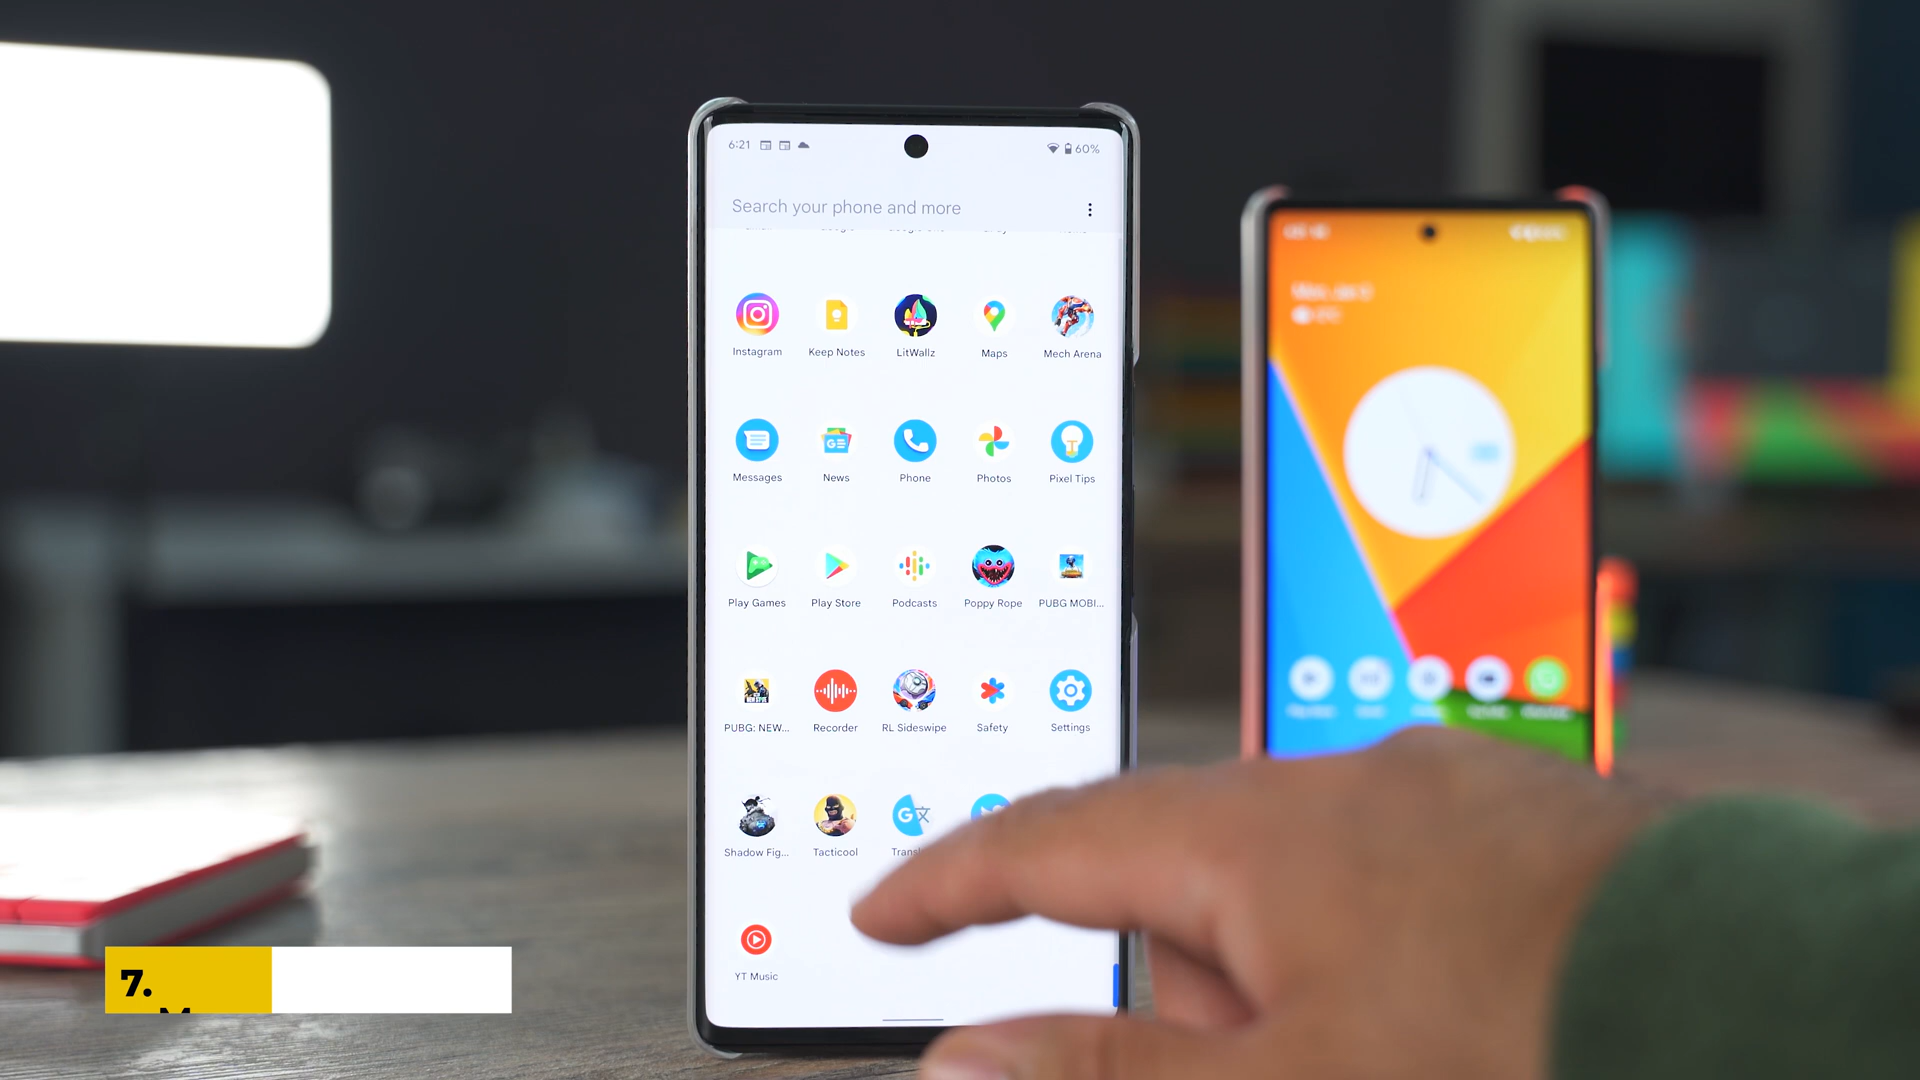 6:21
60%
Search your phone and more
Instagram Keep Notes LitWallz Maps Mech Arena
Messages News Phone Photos Pixel Tips
Play Games Play Store Podcasts Poppy Rope PUBG MOBI...
PUBG: NEW... Recorder RL Sideswipe Safety Settings
Shadow Fig... Tacticool
YT Music
7.